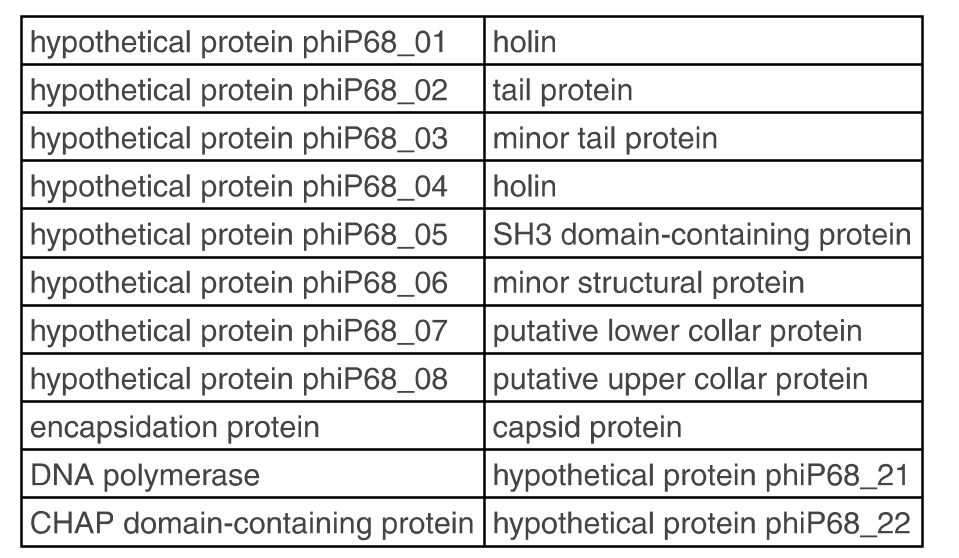 hypothetical protein phiP68_01 holin
hypothetical protein phiP68_02 tail protein
hypothetical protein phiP68_03 minor tail protein
hypothetical protein phiP68_04 holin
hypothetical protein phiP68_05 SH3 domain-containing protein
hypothetical protein phiP68_06 minor structural protein
hypothetical protein phiP68_07 putative lower collar protein
hypothetical protein phiP68_08 putative upper collar protein
encapsidation protein capsid protein
DNA polymerase hypothetical protein phiP68_21
CHAP domain-containing protein hypothetical protein phiP68_22